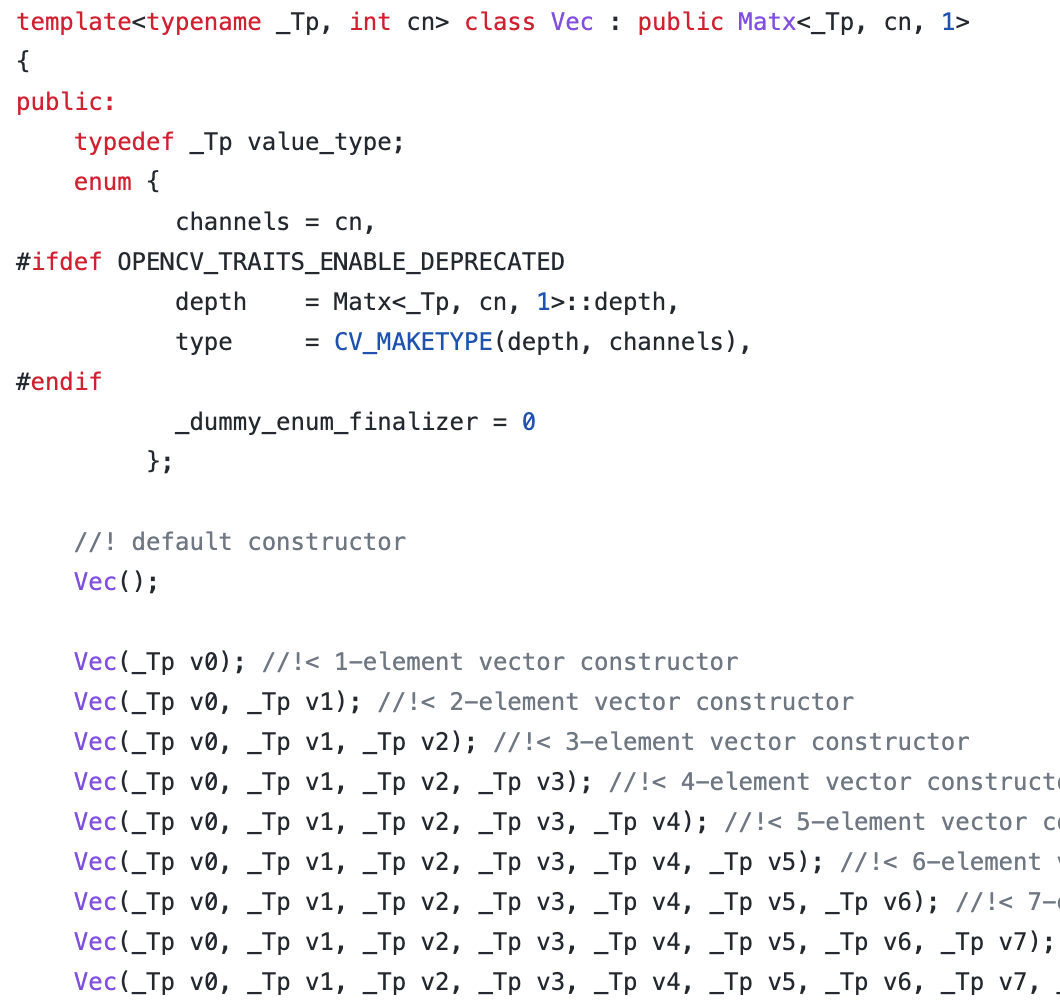 template<typename _Tp, int cn> class Vec : public Matx<_Tp, cn, 1>
{
public:
    typedef _Tp value_type;
    enum {
           channels = cn,
#ifdef OPENCV_TRAITS_ENABLE_DEPRECATED
           depth    = Matx<_Tp, cn, 1>::depth,
           type     = CV_MAKETYPE(depth, channels),
#endif
           _dummy_enum_finalizer = 0
         };

    //! default constructor
    Vec();

    Vec(_Tp v0); //!< 1-element vector constructor
    Vec(_Tp v0, _Tp v1); //!< 2-element vector constructor
    Vec(_Tp v0, _Tp v1, _Tp v2); //!< 3-element vector constructor
    Vec(_Tp v0, _Tp v1, _Tp v2, _Tp v3); //!< 4-element vector constructo
    Vec(_Tp v0, _Tp v1, _Tp v2, _Tp v3, _Tp v4); //!< 5-element vector co
    Vec(_Tp v0, _Tp v1, _Tp v2, _Tp v3, _Tp v4, _Tp v5); //!< 6-element
    Vec(_Tp v0, _Tp v1, _Tp v2, _Tp v3, _Tp v4, _Tp v5, _Tp v6); //!< 7-
    Vec(_Tp v0, _Tp v1, _Tp v2, _Tp v3, _Tp v4, _Tp v5, _Tp v6, _Tp v7);
    Vec(_Tp v0, _Tp v1, _Tp v2, _Tp v3, _Tp v4, _Tp v5, _Tp v6, _Tp v7, _